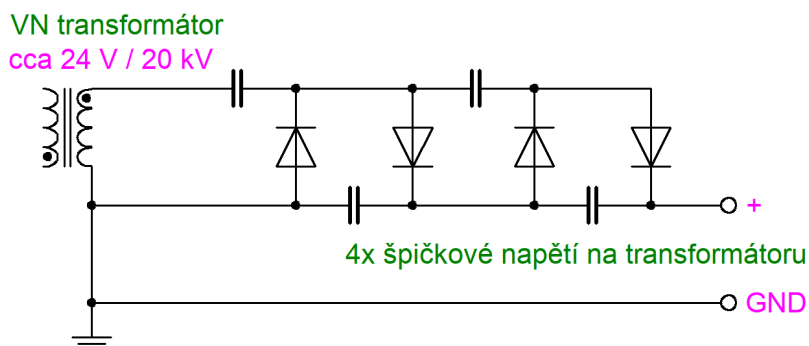 VN transformátor
cca 24 V / 20 kV
+
4x špičkové napětí na transformátoru
GND